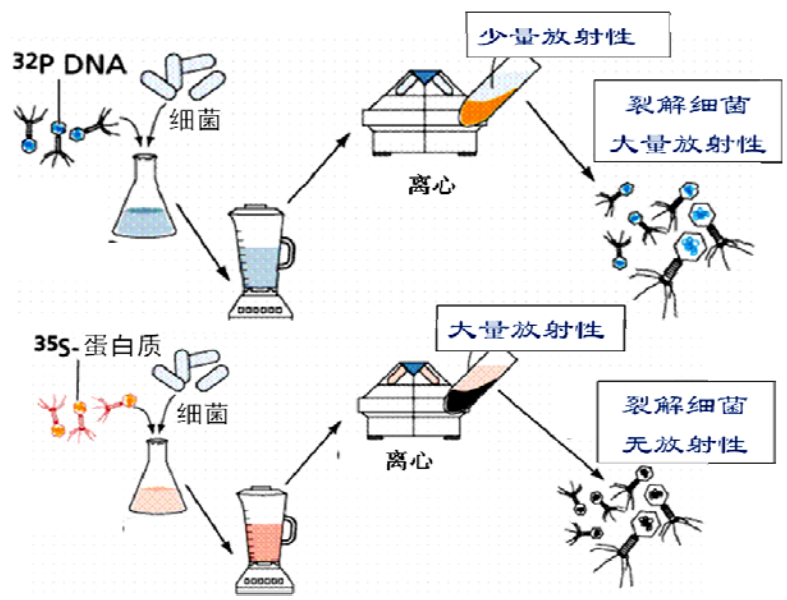 少量放射性
32P DNA
细菌
裂解细菌
大量放射性
离心
大量放射性
35S-蛋白质
细菌
裂解细菌
无放射性
离心